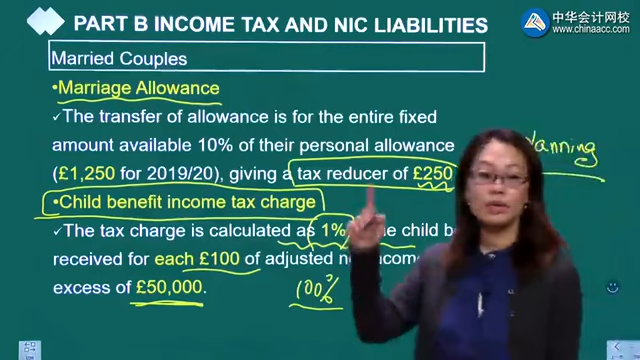 PART B INCOME TAX AND NIC LIABILITIES
中华会计网校
www.chinaacc.com
Married Couples
•Marriage Allowance
✓The transfer of allowance is for the entire fixed
amount available 10% of their personal allowance
(£1,250 for 2019/20), giving a tax reducer of £250
•Child benefit income tax charge
✓The tax charge is calculated as 1% child
received for each £100 of adjusted income
excess of £50,000.
100%